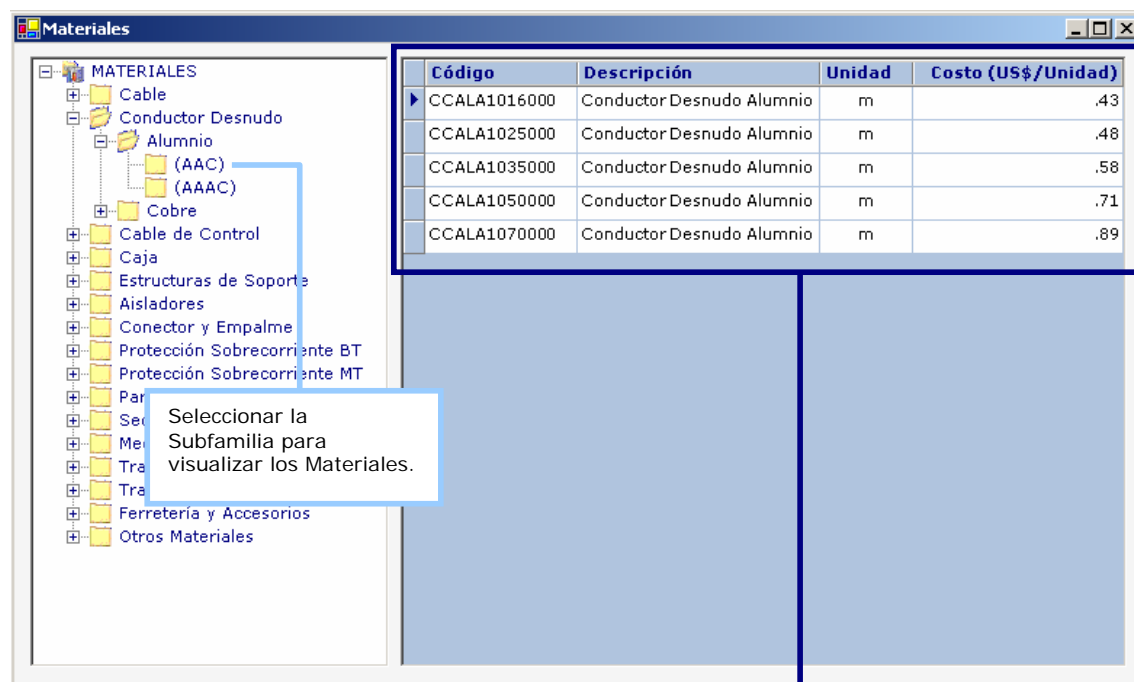 Materiales
MATERIALES
Cable
Conductor Desnudo
Alumnio
(AAC)
(AAAC)
Cobre
Cable de Control
Caja
Estructuras de Soporte
Aisladores
Conector y Empalme
Protección Sobrecorriente BT
Protección Sobrecorriente MT
Ferretería y Accesorios
Otros Materiales
Seleccionar la
Subfamilia para
visualizar los Materiales.
Código Descripción Unidad Costo (US$/Unidad)
CCALA1016000 Conductor Desnudo Alumnio m .43
CCALA1025000 Conductor Desnudo Alumnio m .48
CCALA1035000 Conductor Desnudo Alumnio m .58
CCALA1050000 Conductor Desnudo Alumnio m .71
CCALA1070000 Conductor Desnudo Alumnio m .89